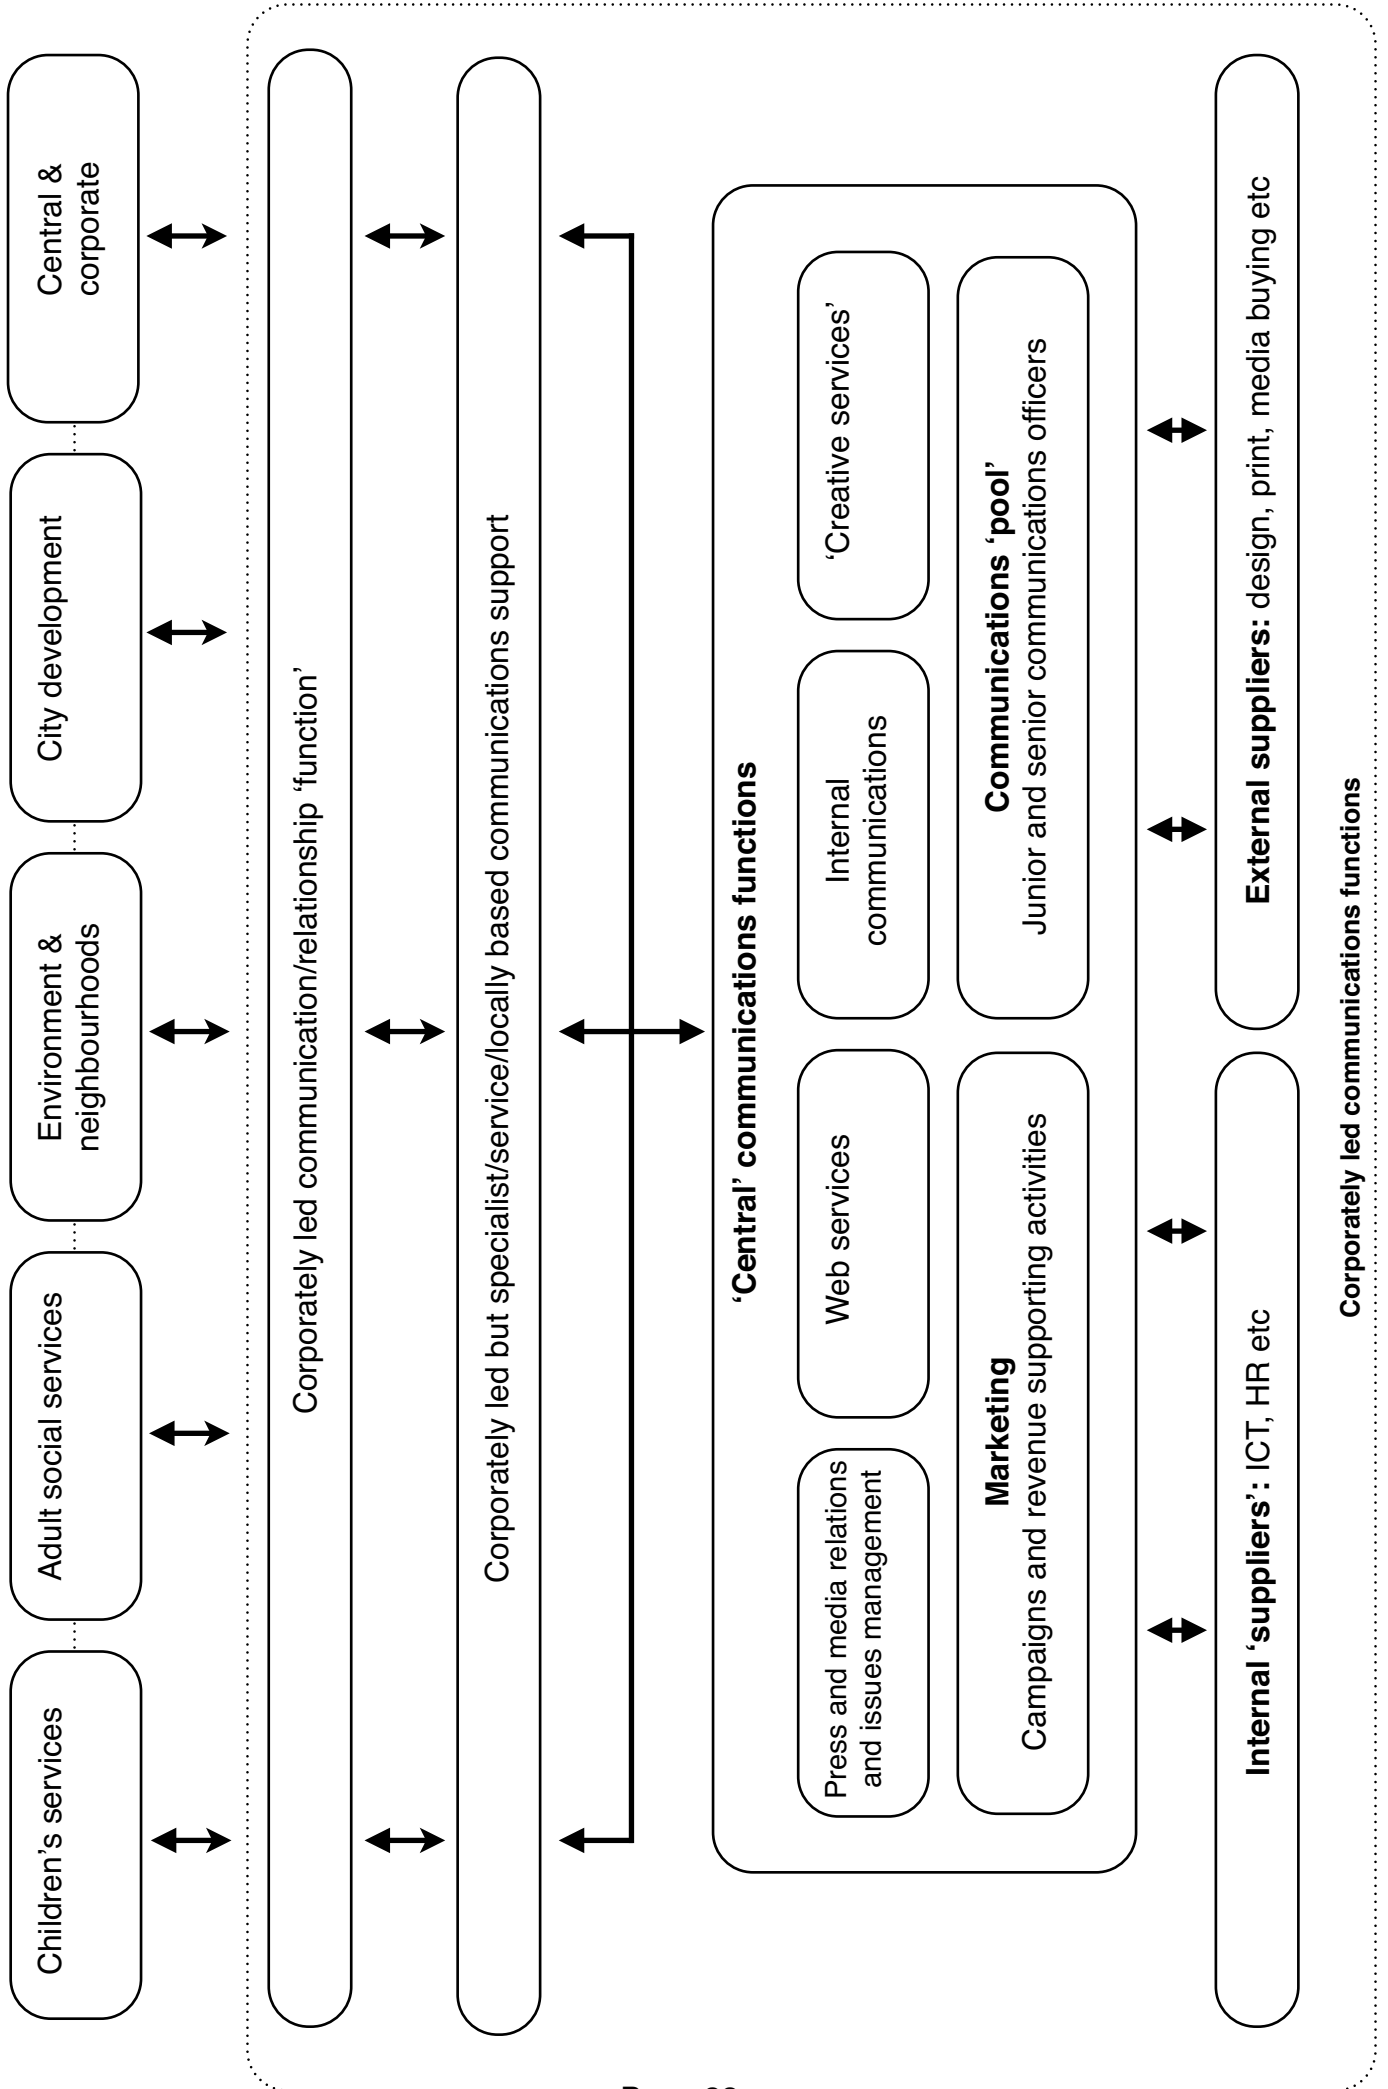 Children's services
Adult social services
Environment &
neighbourhoods
City development
Central &
corporate
Corporately led communication/relationship ‘function’
Corporately led but specialist/service/locally based communications support
‘Central’ communications functions
Press and media relations
and issues management
Web services
Internal
communications
‘Creative services’
Marketing
Campaigns and revenue supporting activities
Communications ‘pool’
Junior and senior communications officers
Internal ‘suppliers’: ICT, HR etc
External suppliers: design, print, media buying etc
Corporately led communications functions